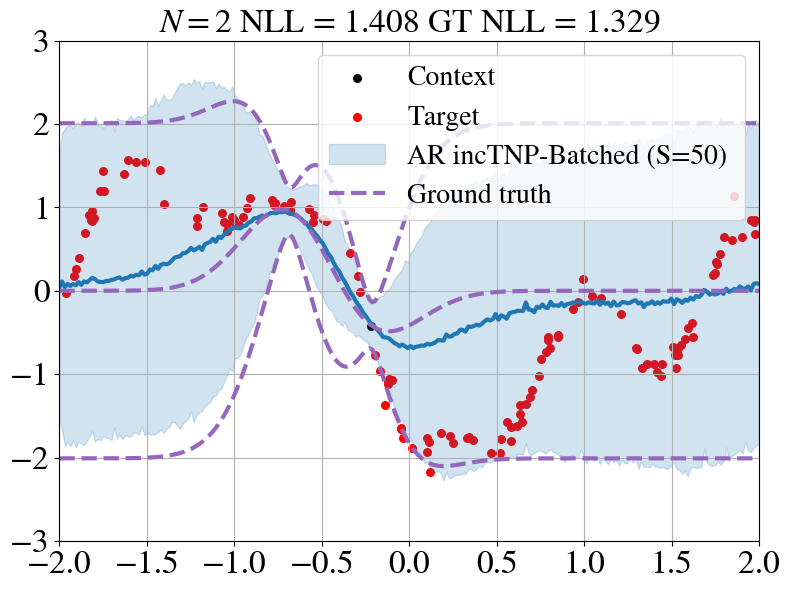 N = 2 NLL = 1.408 GT NLL = 1.329
Context
Target
AR incTNP-Batched (S=50)
Ground truth
3
2
1
0
−1
−2
−3
−2.0 −1.5 −1.0 −0.5 0.0 0.5 1.0 1.5 2.0